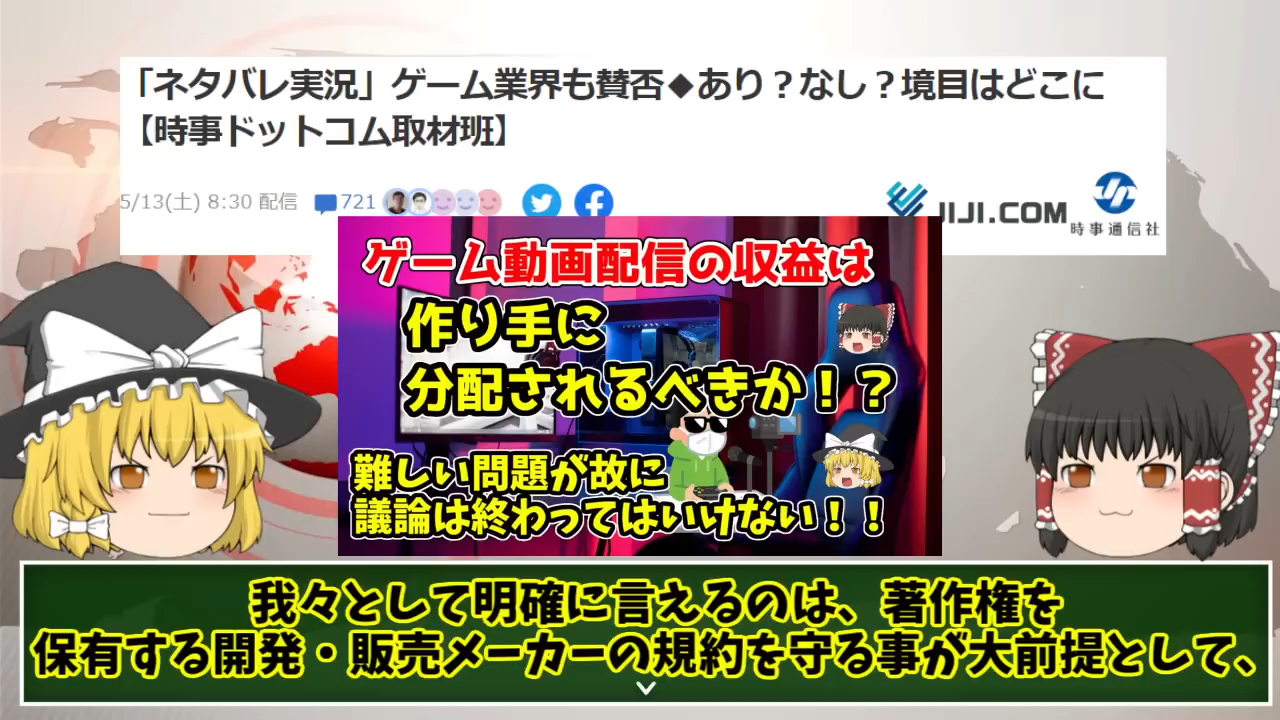 「ネタバレ実況」ゲーム業界も賛否◆あり？なし？境目はどこに
【時事ドットコム取材班】
5/13(土) 8:30 配信
721
JIJI.COM
時事通信社
ゲーム動画配信の収益は
作り手に
分配されるべきか！？
難しい問題が故に
議論は終わってはいけない！！
我々として明確に言えるのは、著作権を
保有する開発・販売メーカーの規約を守る事が大前提として、